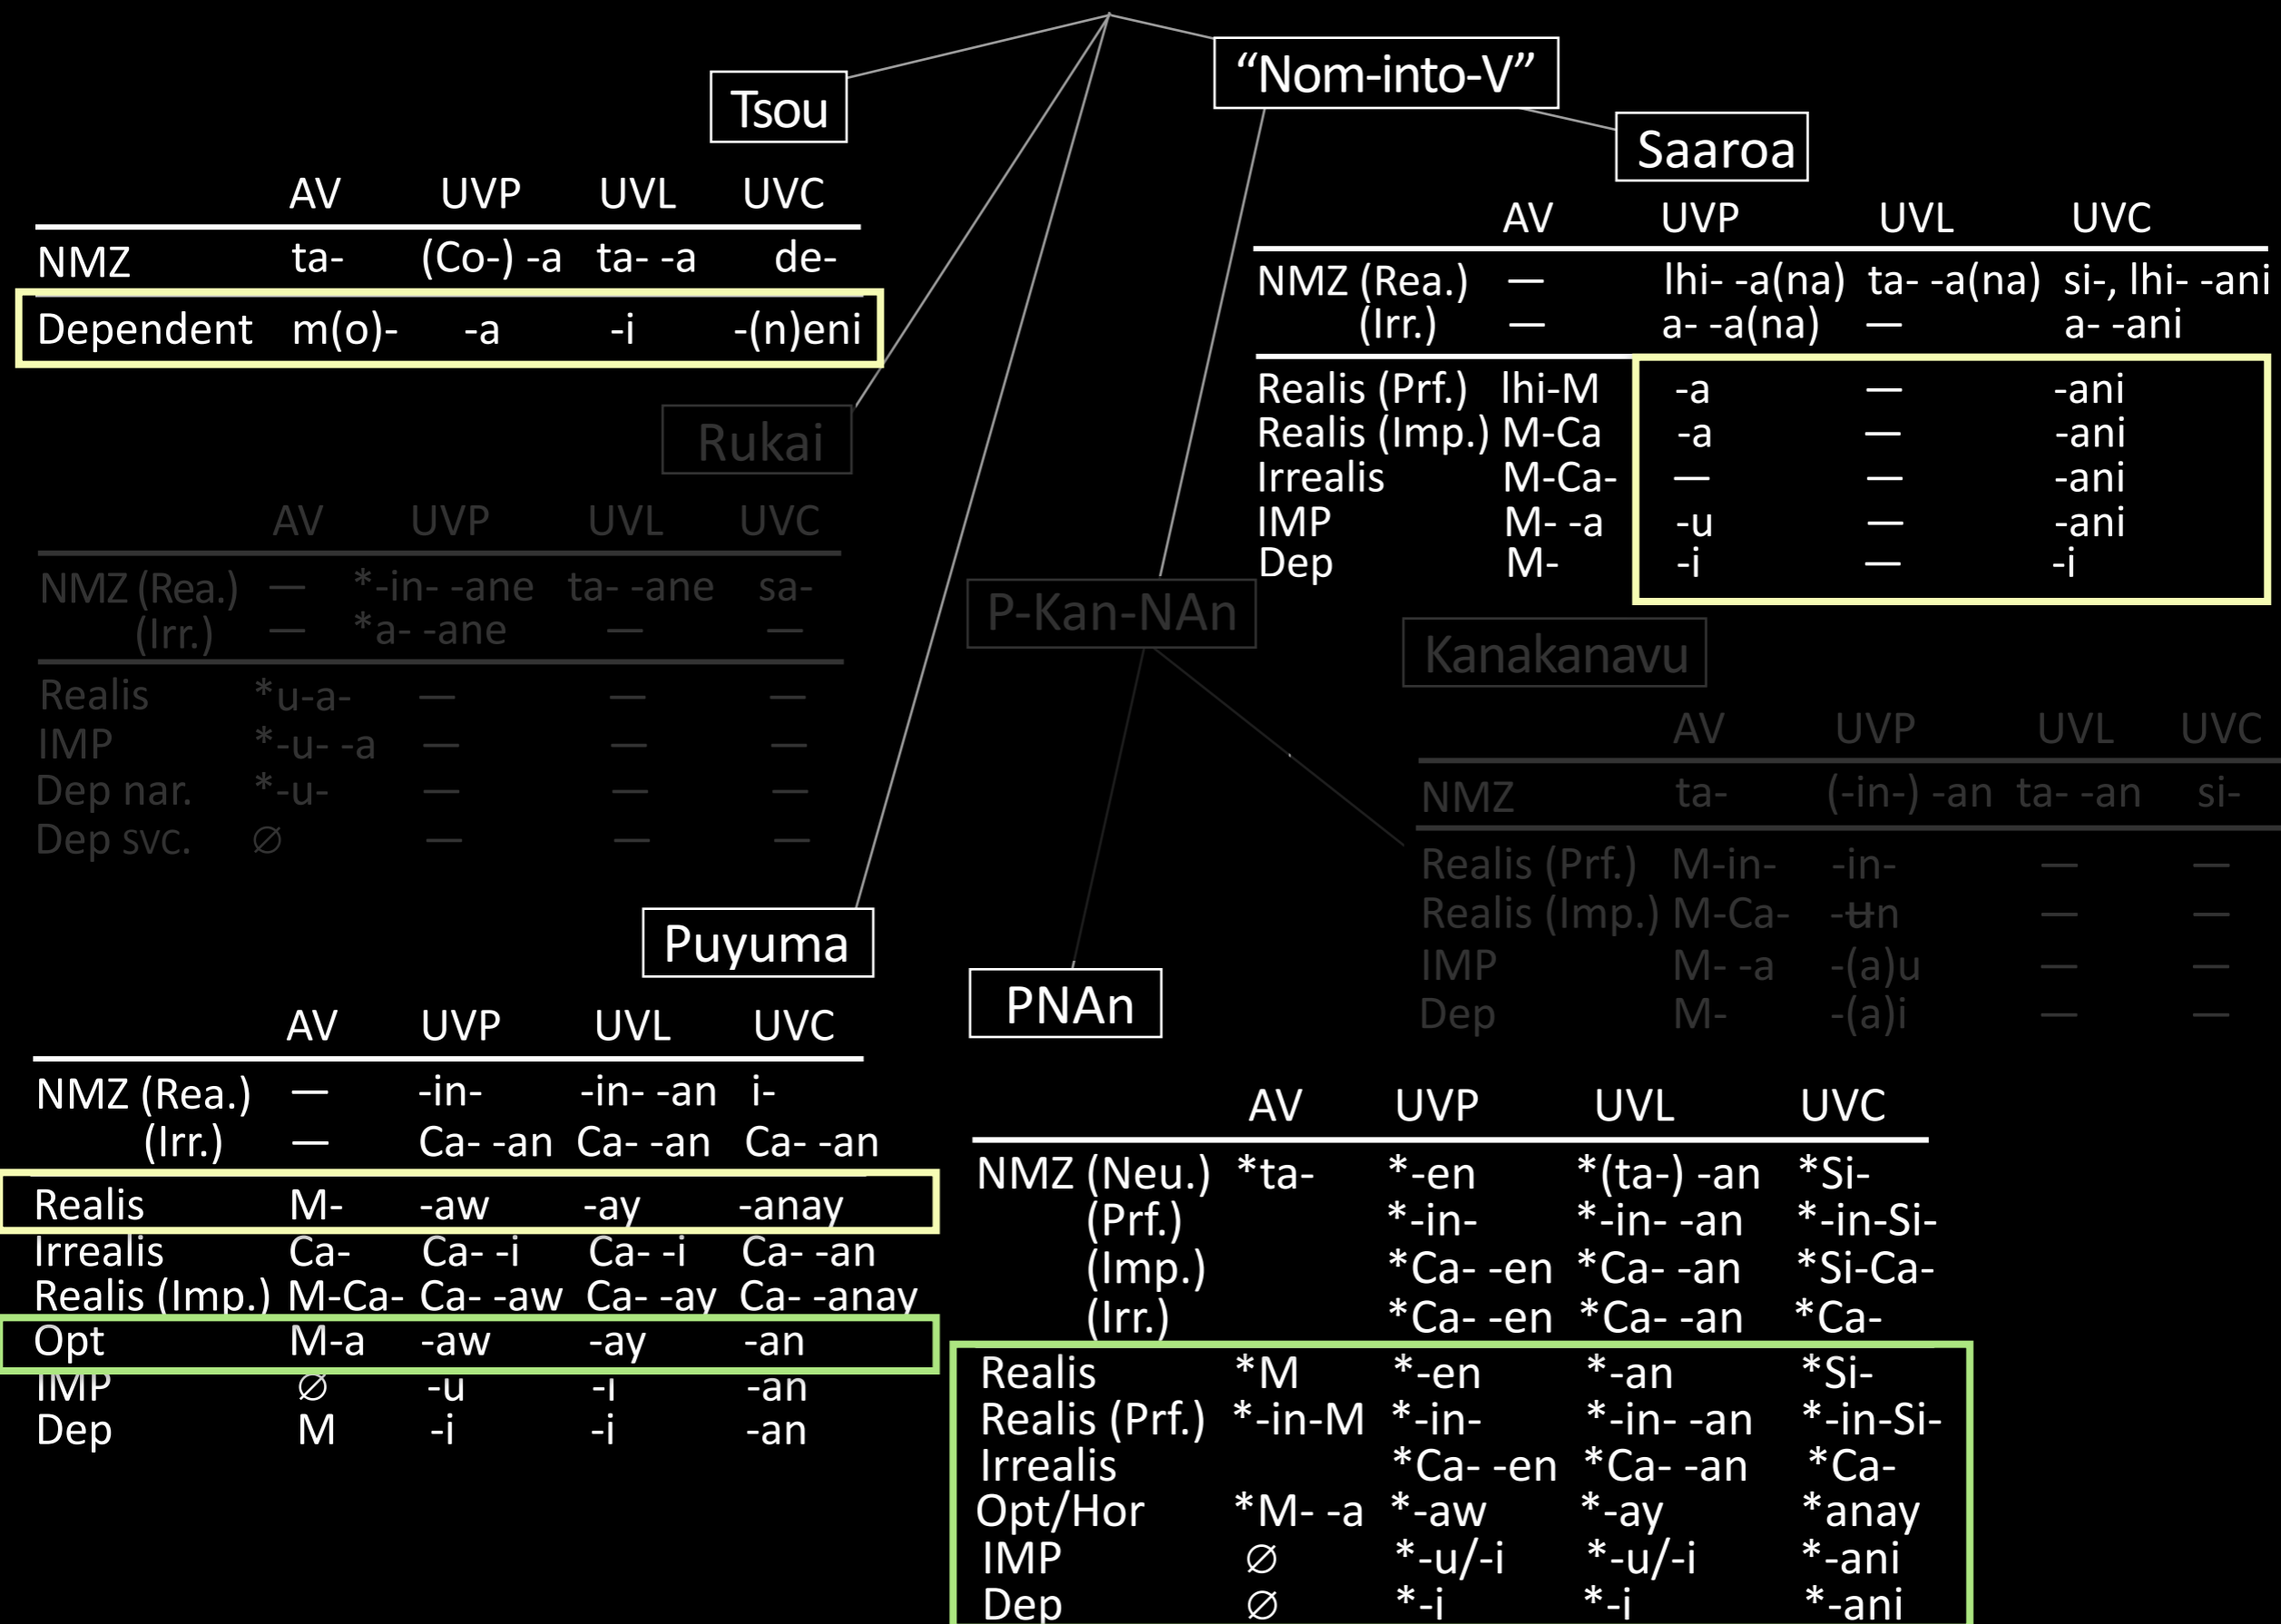 “Nom-into-V”
Tsou
Saaroa
AV UVP UVL UVC
NMZ ta- (Co-) -a ta- -a de-
Dependent m(o)- -a -i -(n)eni
AV UVP UVL UVC
NMZ (Rea.) — lhi- -a(na) ta- -a(na) si-, lhi- -ani
(Irr.) — a- -a(na) — a- -ani
Realis (Prf.) lhi-M -a — -ani
Realis (Imp.) M-Ca -a — -ani
Irrealis M-Ca- — — -ani
IMP M- -a -u — -ani
Dep M- -i — -i
Rukai
AV UVP UVL UVC
NMZ (Rea.) — *-in- -ane ta- -ane sa-
(Irr.) — *a- -ane — —
Realis *u-a- — — —
IMP *-u- -a — — —
Dep nar. *-u- — — —
Dep svc. ∅ — — —
P-Kan-NAn
Kanakanavu
AV UVP UVL UVC
NMZ ta- (-in-) -an ta- -an si-
Realis (Prf.) M-in- -in- — —
Realis (Imp.) M-Ca- -ʉn — —
IMP M- -a -(a)u — —
Dep M- -(a)i — —
Puyuma
AV UVP UVL UVC
NMZ (Rea.) — -in- -in- -an i-
(Irr.) — Ca- -an Ca- -an Ca- -an
Realis M- -aw -ay -anay
Irrealis Ca- Ca- -i Ca- -i Ca- -an
Realis (Imp.) M-Ca- Ca- -aw Ca- -ay Ca- -anay
Opt M-a -aw -ay -an
IMP ∅ -u -i -an
Dep M -i -i -an
PNAn
AV UVP UVL UVC
NMZ (Neu.) *ta- *-en *(ta-) -an *Si-
(Prf.) *-in- *-in- -an *-in-Si-
(Imp.) *Ca- -en *Ca- -an *Si-Ca-
(Irr.) *Ca- -en *Ca- -an *Ca-
Realis *M *-en *-an *Si-
Realis (Prf.) *-in-M *-in- *-in- -an *-in-Si-
Irrealis *Ca- -en *Ca- -an *Ca-
Opt/Hor *M- -a *-aw *-ay *anay
IMP ∅ *-u/-i *-u/-i *-ani
Dep ∅ *-i *-i *-ani